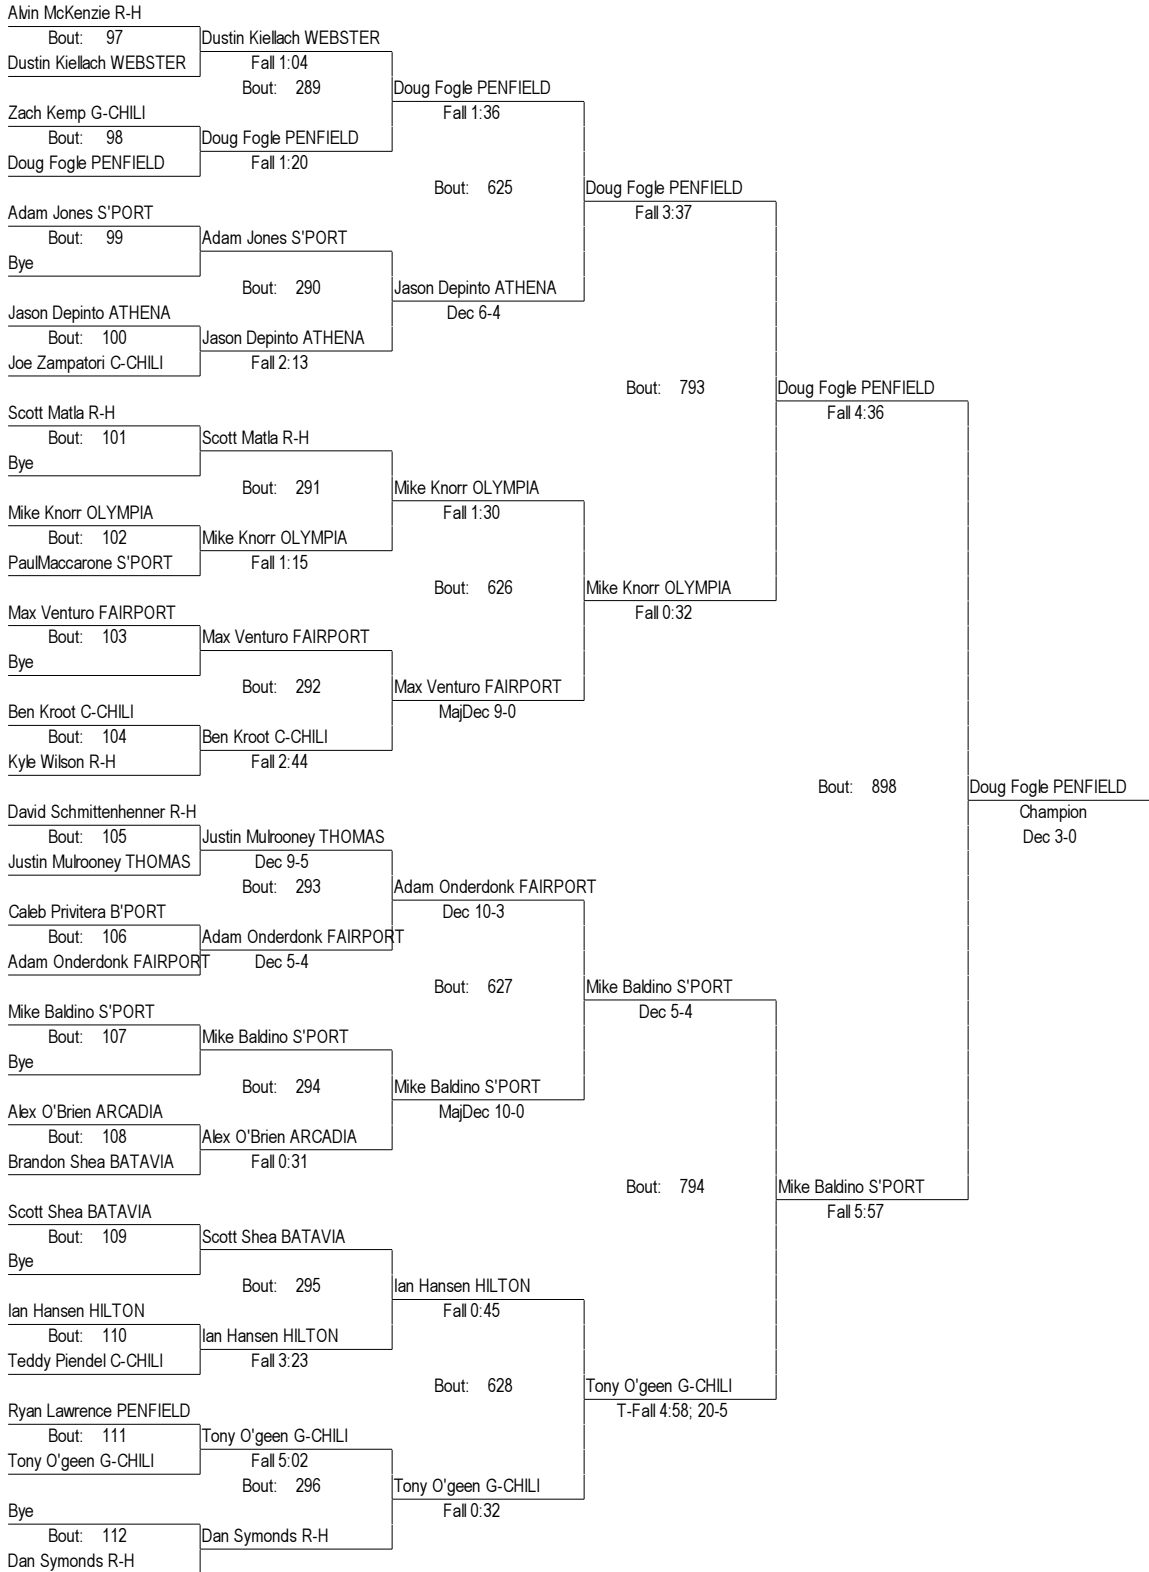 Alvin McKenzie R-H
Bout: 97 Dustin Kiellach WEBSTER
Dustin Kiellach WEBSTER Fall 1:04
Bout: 289 Doug Fogle PENFIELD
Zach Kemp G-CHILI Fall 1:36
Bout: 98 Doug Fogle PENFIELD
Doug Fogle PENFIELD Fall 1:20
Bout: 625 Doug Fogle PENFIELD
Adam Jones S'PORT Fall 3:37
Bout: 99 Adam Jones S'PORT
Bye
Bout: 290 Jason Depinto ATHENA
Jason Depinto ATHENA Dec 6-4
Bout: 100 Jason Depinto ATHENA
Joe Zampatori C-CHILI Fall 2:13
Bout: 793 Doug Fogle PENFIELD
Scott Matla R-H Fall 4:36
Bout: 101 Scott Matla R-H
Bye
Bout: 291 Mike Knorr OLYMPIA
Mike Knorr OLYMPIA Fall 1:30
Bout: 102 Mike Knorr OLYMPIA
PaulMaccarone S'PORT Fall 1:15
Bout: 626 Mike Knorr OLYMPIA
Max Venturo FAIRPORT Fall 0:32
Bout: 103 Max Venturo FAIRPORT
Bye
Bout: 292 Max Venturo FAIRPORT
Ben Kroot C-CHILI MajDec 9-0
Bout: 104 Ben Kroot C-CHILI
Kyle Wilson R-H Fall 2:44
Bout: 898 Doug Fogle PENFIELD
David Schmittenhenner R-H Champion
Bout: 105 Justin Mulrooney THOMAS Dec 3-0
Justin Mulrooney THOMAS Dec 9-5
Bout: 293 Adam Onderdonk FAIRPORT
Caleb Privitera B'PORT Dec 10-3
Bout: 106 Adam Onderdonk FAIRPORT
Adam Onderdonk FAIRPORT Dec 5-4
Bout: 627 Mike Baldino S'PORT
Mike Baldino S'PORT Dec 5-4
Bout: 107 Mike Baldino S'PORT
Bye
Bout: 294 Mike Baldino S'PORT
Alex O'Brien ARCADIA MajDec 10-0
Bout: 108 Alex O'Brien ARCADIA
Brandon Shea BATAVIA Fall 0:31
Bout: 794 Mike Baldino S'PORT
Scott Shea BATAVIA Fall 5:57
Bout: 109 Scott Shea BATAVIA
Bye
Bout: 295 Ian Hansen HILTON
Ian Hansen HILTON Fall 0:45
Bout: 110 Ian Hansen HILTON
Teddy Piendel C-CHILI Fall 3:23
Bout: 628 Tony O'geen G-CHILI
Ryan Lawrence PENFIELD T-Fall 4:58; 20-5
Bout: 111 Tony O'geen G-CHILI
Tony O'geen G-CHILI Fall 5:02
Bout: 296 Tony O'geen G-CHILI
Bye Fall 0:32
Bout: 112 Dan Symonds R-H
Dan Symonds R-H